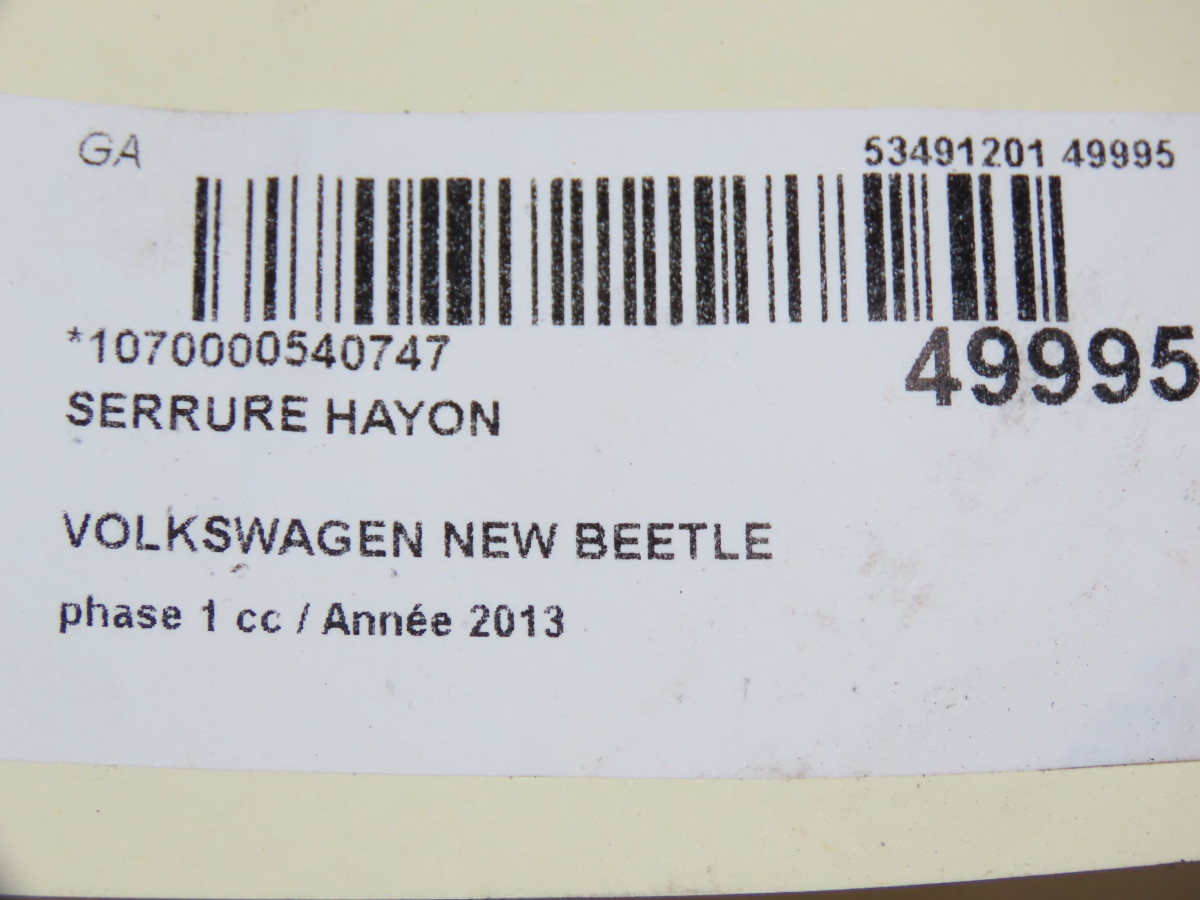 GA 53491201 49995
*1070000540747 49995
SERRURE HAYON
VOLKSWAGEN NEW BEETLE
phase 1 cc / Année 2013